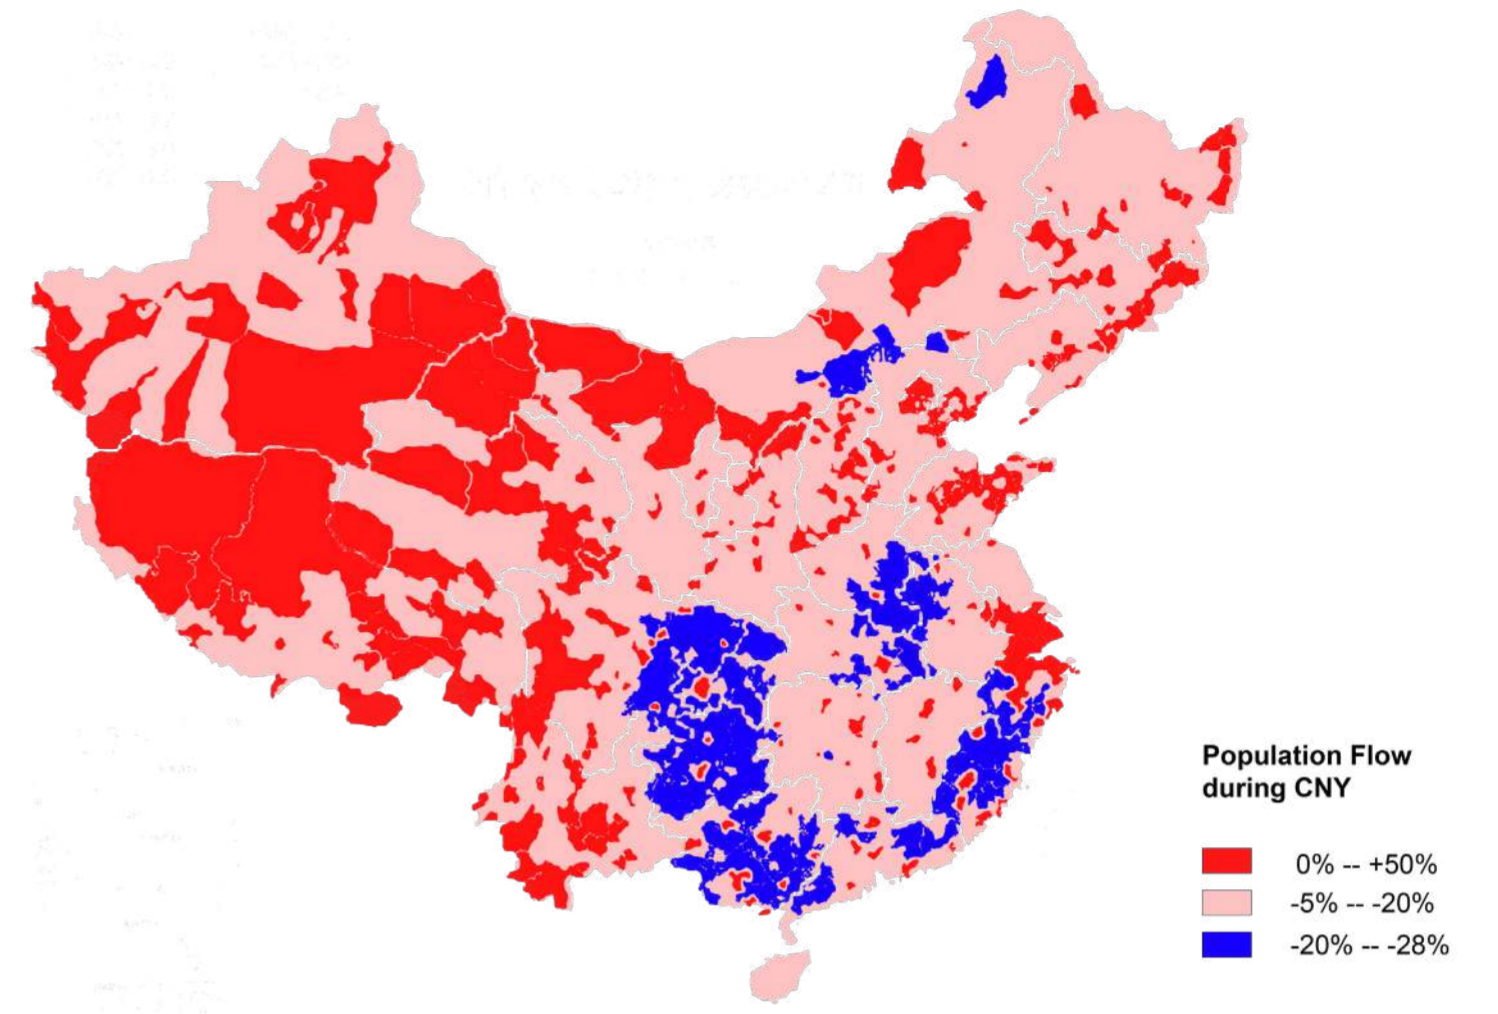 Population Flow
during CNY
0% -- +50%
-5% -- -20%
-20% -- -28%